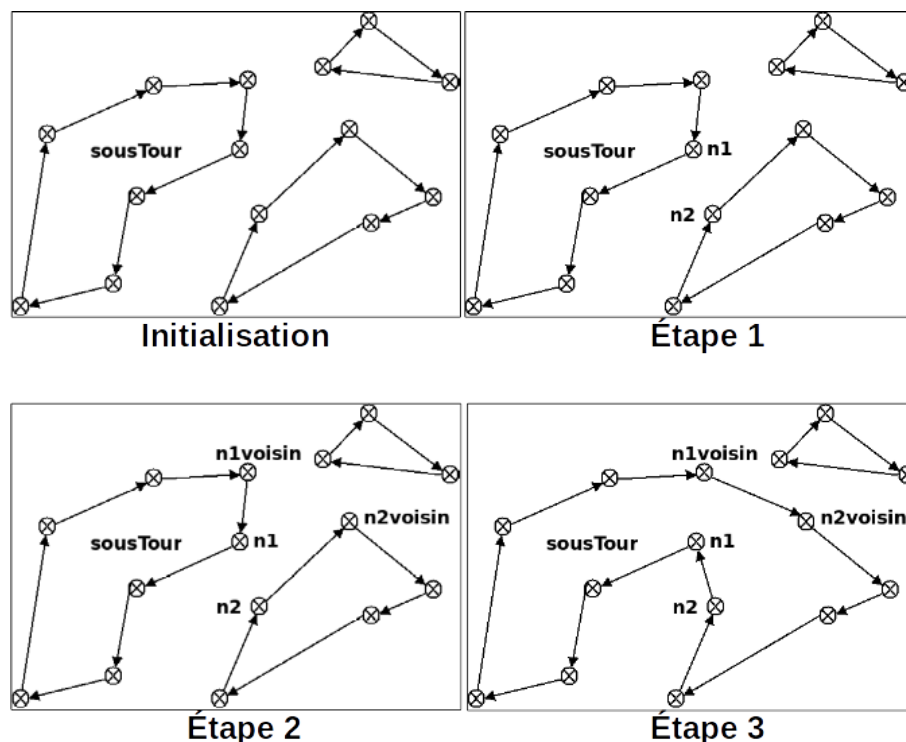 sousTour
Initialisation
sousTour
n1
n2
Étape 1
n1voisin
n2voisin
sousTour
n1
n2
Étape 2
n1voisin
n2voisin
sousTour
n1
n2
Étape 3